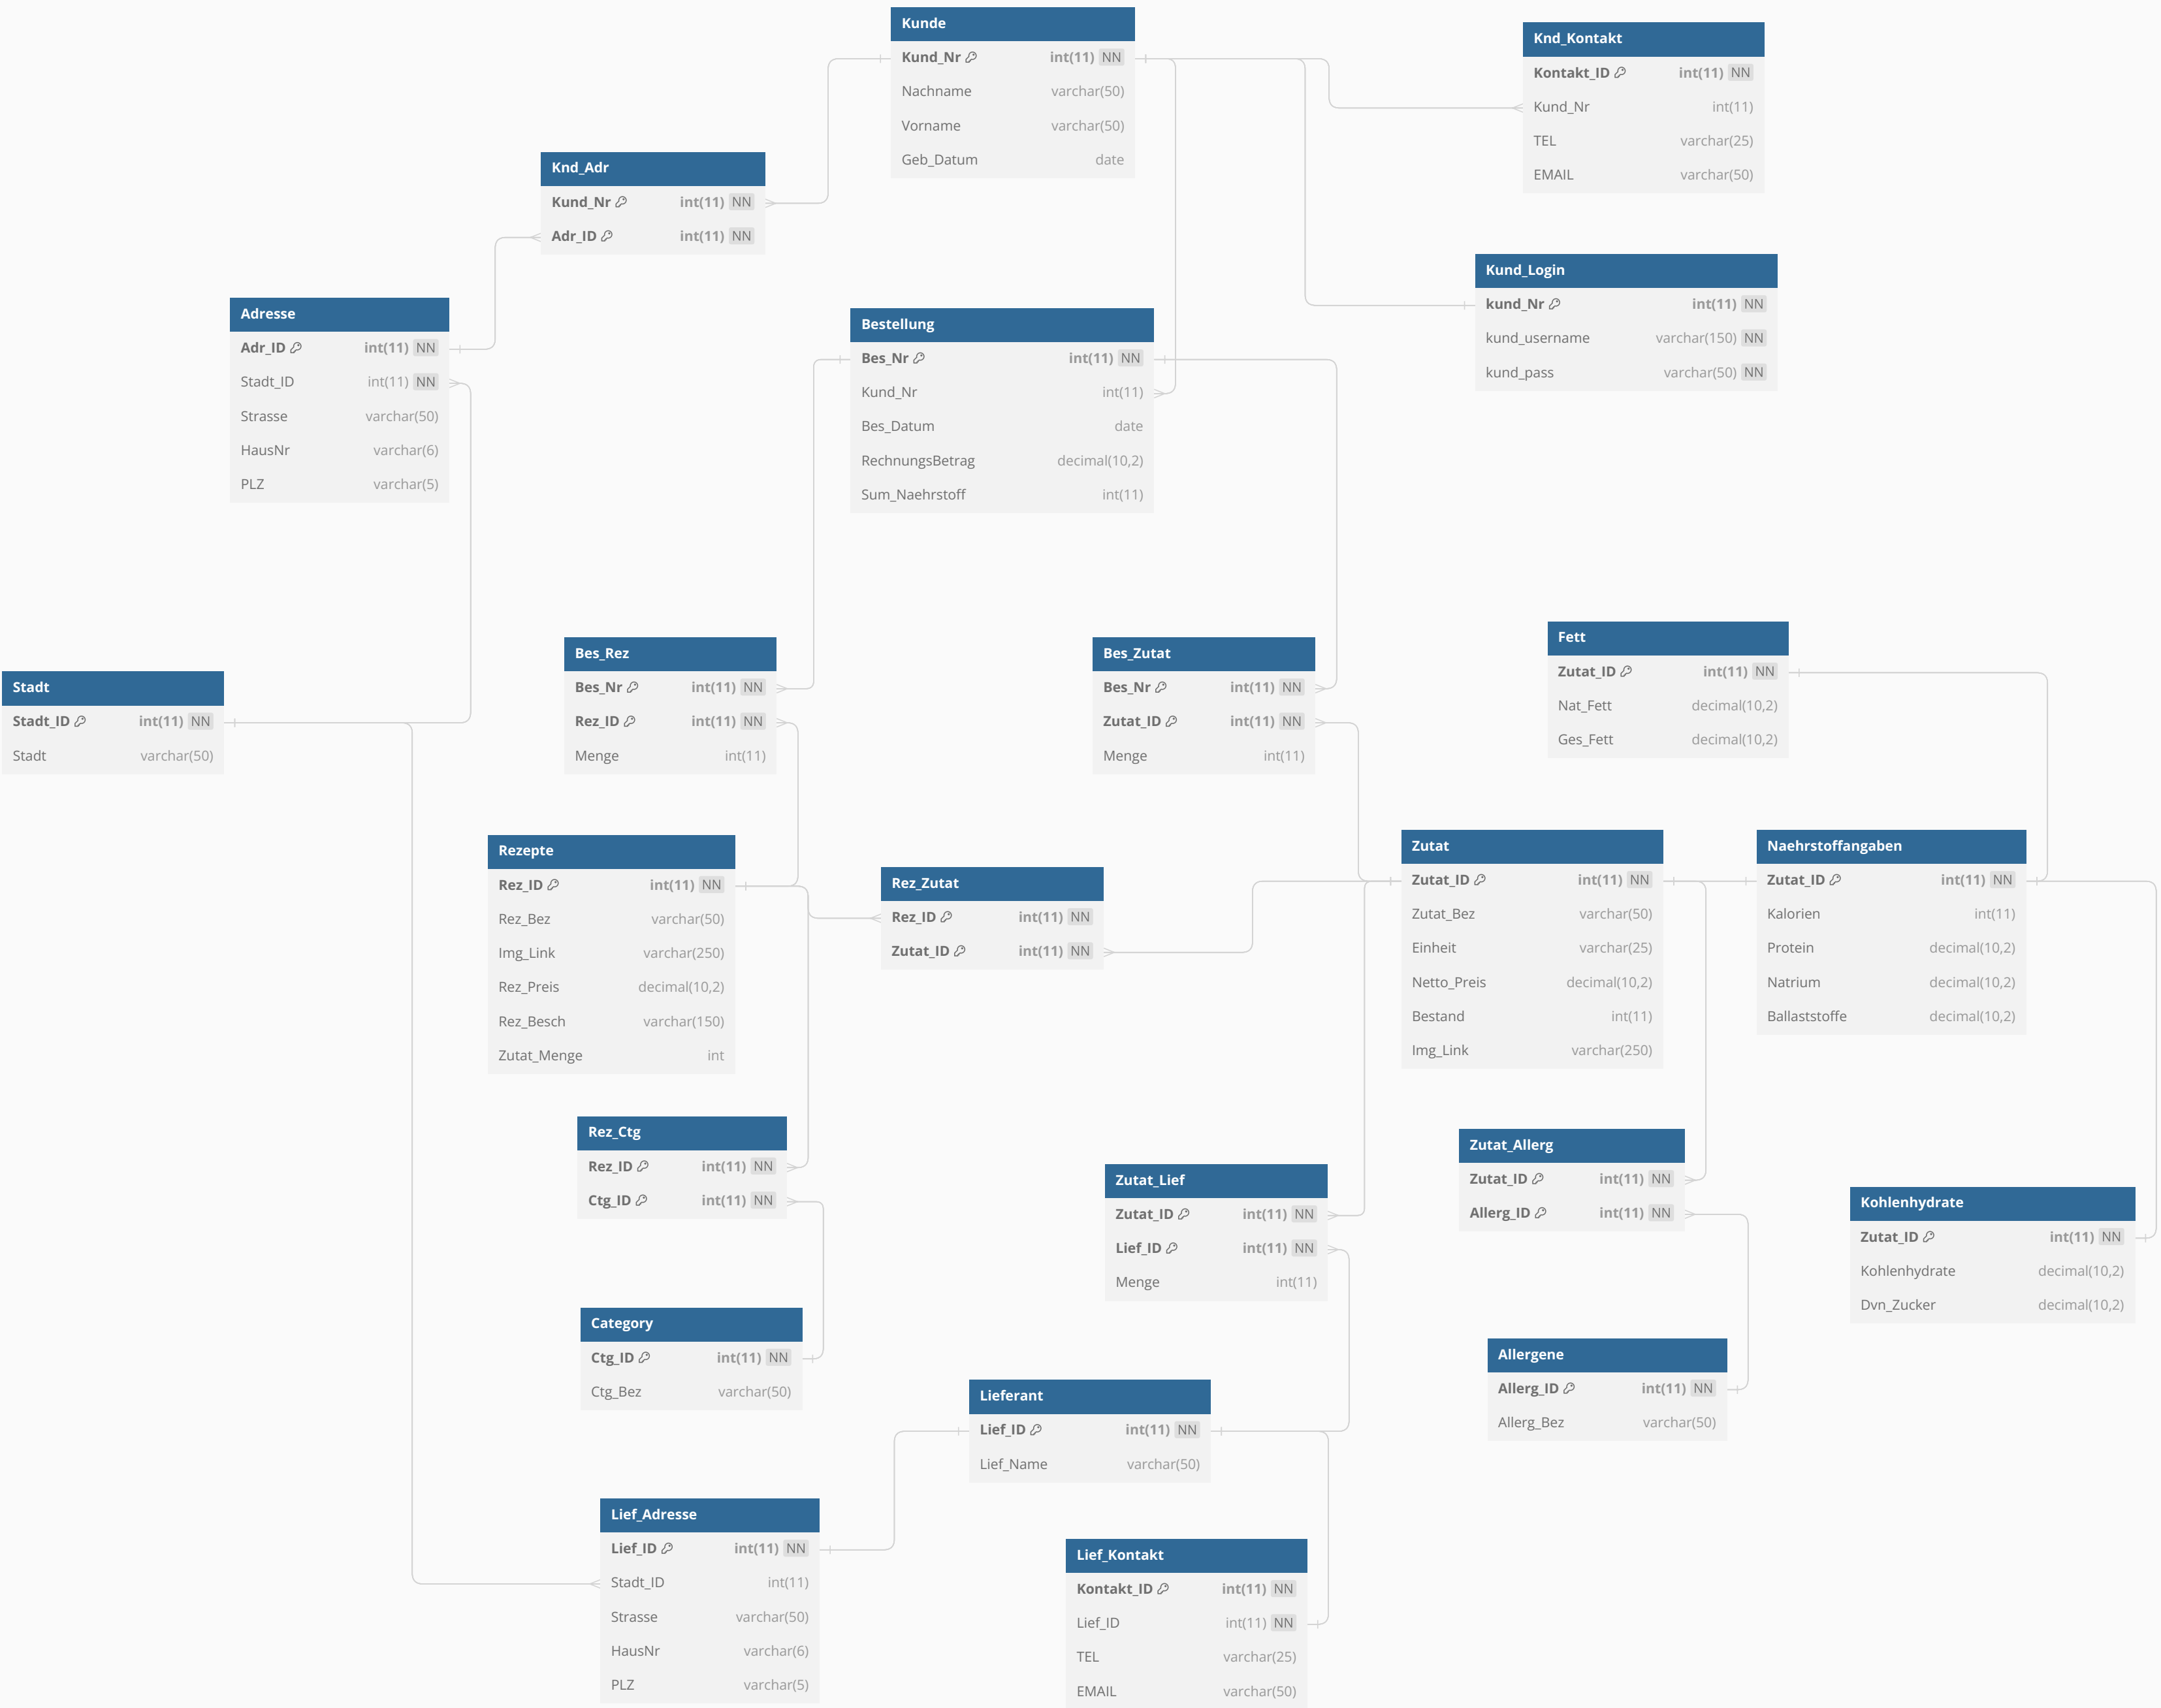 Kunde
Kund_Nr int(11) NN
Nachname varchar(50)
Vorname varchar(50)
Geb_Datum date
Knd_Kontakt
Kontakt_ID int(11) NN
Kund_Nr int(11)
TEL varchar(25)
EMAIL varchar(50)
Knd_Adr
Kund_Nr int(11) NN
Adr_ID int(11) NN
Kund_Login
kund_Nr int(11) NN
kund_username varchar(150) NN
kund_pass varchar(50) NN
Adresse
Adr_ID int(11) NN
Stadt_ID int(11) NN
Strasse varchar(50)
HausNr varchar(6)
PLZ varchar(5)
Bestellung
Bes_Nr int(11) NN
Kund_Nr int(11)
Bes_Datum date
RechnungsBetrag decimal(10,2)
Sum_Naehrstoff int(11)
Stadt
Stadt_ID int(11) NN
Stadt varchar(50)
Bes_Rez
Bes_Nr int(11) NN
Rez_ID int(11) NN
Menge int(11)
Bes_Zutat
Bes_Nr int(11) NN
Zutat_ID int(11) NN
Menge int(11)
Fett
Zutat_ID int(11) NN
Nat_Fett decimal(10,2)
Ges_Fett decimal(10,2)
Rezepte
Rez_ID int(11) NN
Rez_Bez varchar(50)
Img_Link varchar(250)
Rez_Preis decimal(10,2)
Rez_Besch varchar(150)
Zutat_Menge int
Rez_Zutat
Rez_ID int(11) NN
Zutat_ID int(11) NN
Zutat
Zutat_ID int(11) NN
Zutat_Bez varchar(50)
Einheit varchar(25)
Netto_Preis decimal(10,2)
Bestand int(11)
Img_Link varchar(250)
Naehrstoffangaben
Zutat_ID int(11) NN
Kalorien int(11)
Protein decimal(10,2)
Natrium decimal(10,2)
Ballaststoffe decimal(10,2)
Rez_Ctg
Rez_ID int(11) NN
Ctg_ID int(11) NN
Zutat_Lief
Zutat_ID int(11) NN
Lief_ID int(11) NN
Menge int(11)
Zutat_Allerg
Zutat_ID int(11) NN
Allerg_ID int(11) NN
Kohlenhydrate
Zutat_ID int(11) NN
Kohlenhydrate decimal(10,2)
Dvn_Zucker decimal(10,2)
Category
Ctg_ID int(11) NN
Ctg_Bez varchar(50)
Allergene
Allerg_ID int(11) NN
Allerg_Bez varchar(50)
Lieferant
Lief_ID int(11) NN
Lief_Name varchar(50)
Lief_Adresse
Lief_ID int(11) NN
Stadt_ID int(11)
Strasse varchar(50)
HausNr varchar(6)
PLZ varchar(5)
Lief_Kontakt
Kontakt_ID int(11) NN
Lief_ID int(11) NN
TEL varchar(25)
EMAIL varchar(50)